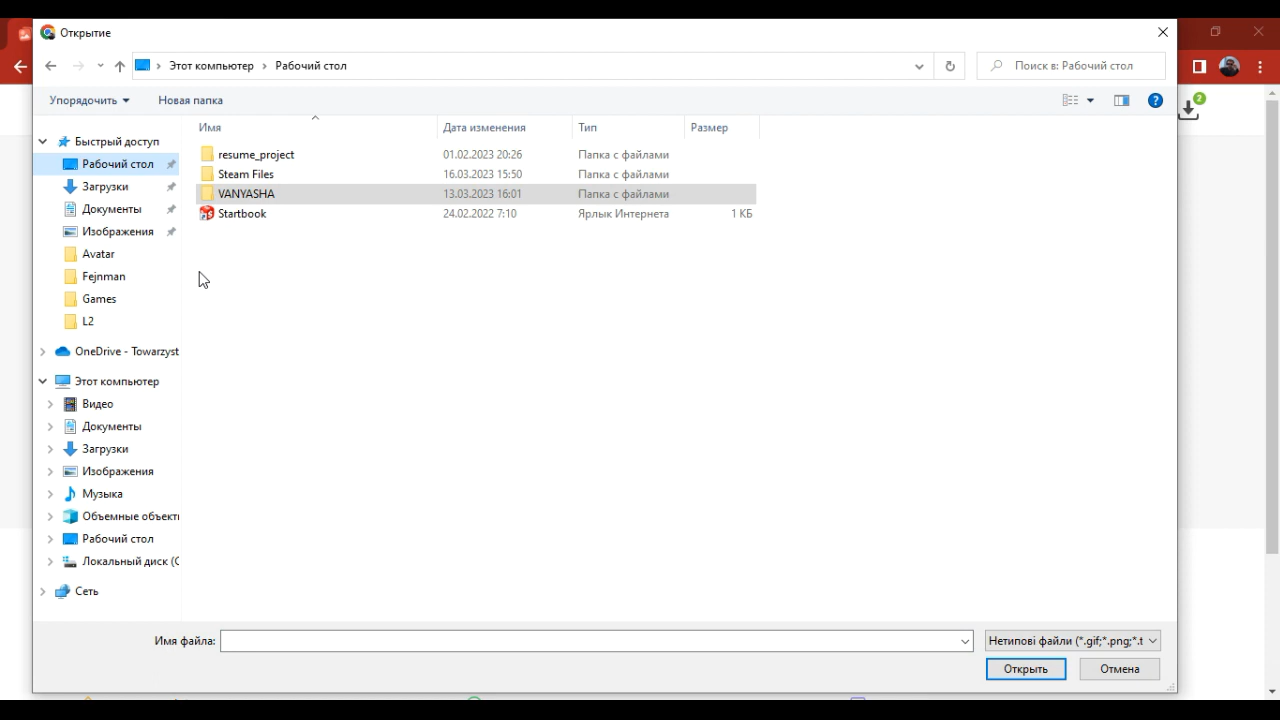 Открытие
Этот компьютер › Рабочий стол
Поиск в: Рабочий стол
Упорядочить
Новая папка
Имя Дата изменения Тип Размер
resume_project 01.02.2023 20:26 Папка с файлами
Steam Files 16.03.2023 15:50 Папка с файлами
VANYASHA 13.03.2023 16:01 Папка с файлами
Startbook 24.02.2022 7:10 Ярлык Интернета 1 КБ
Быстрый доступ
Рабочий стол
Загрузки
Документы
Изображения
Avatar
Fejnman
Games
L2
OneDrive - Towarzyst
Этот компьютер
Видео
Документы
Загрузки
Изображения
Музыка
Объемные объект
Рабочий стол
Локальный диск (C
Сеть
Имя файла:
Нетипові файли (*.gif;*.png;*.t
Открыть
Отмена
2